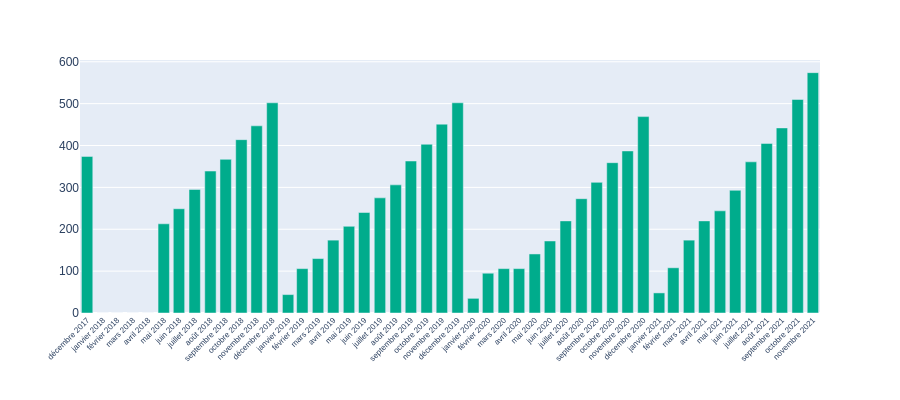 600
500
400
300
200
100
0
décembre 2017
janvier 2018
février 2018
mars 2018
avril 2018
mai 2018
juin 2018
juillet 2018
août 2018
septembre 2018
octobre 2018
novembre 2018
décembre 2018
janvier 2019
février 2019
mars 2019
avril 2019
mai 2019
juin 2019
juillet 2019
août 2019
septembre 2019
octobre 2019
novembre 2019
décembre 2019
janvier 2020
février 2020
mars 2020
avril 2020
mai 2020
juin 2020
juillet 2020
août 2020
septembre 2020
octobre 2020
novembre 2020
décembre 2020
janvier 2021
février 2021
mars 2021
avril 2021
mai 2021
juin 2021
juillet 2021
août 2021
septembre 2021
octobre 2021
novembre 2021